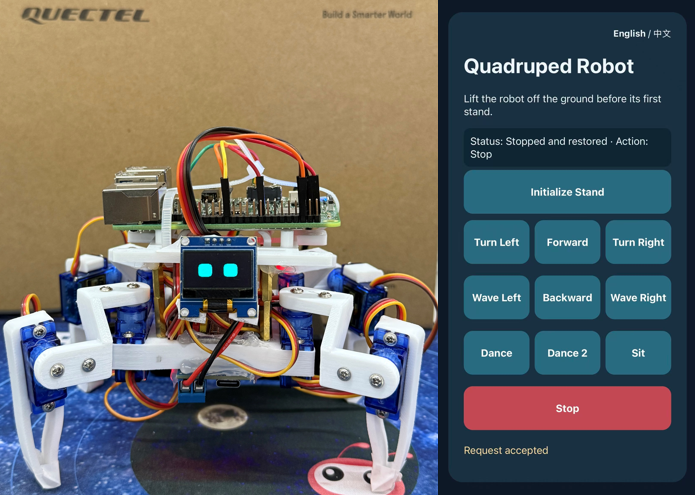 QUECTEL
Build a Smarter World
English / 中文
Quadruped Robot
Lift the robot off the ground before its first
stand.
Status: Stopped and restored · Action:
Stop
Initialize Stand
Turn Left
Forward
Turn Right
Wave Left
Backward
Wave Right
Dance
Dance 2
Sit
Stop
Request accepted